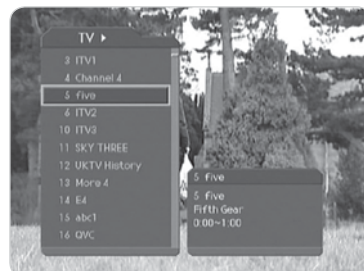 TV
3 ITV1
4 Channel 4
5 five
6 ITV2
10 ITV3
11 SKY THREE
12 UKTV History
13 More 4
14 E4
15 abc1
16 QVC
5 five
5 five
Fifth Gear
0:00~1:00